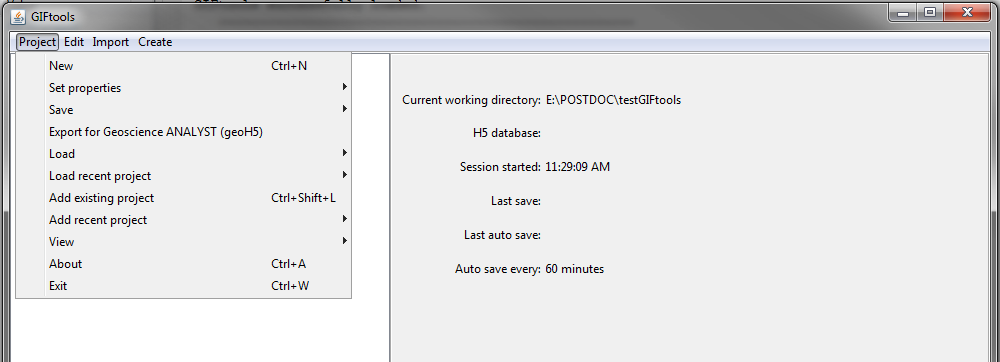 GIFtools
Project Edit Import Create
New Ctrl+N
Set properties
Save
Export for Geoscience ANALYST (geoH5)
Load
Load recent project
Add existing project Ctrl+Shift+L
Add recent project
View
About Ctrl+A
Exit Ctrl+W
Current working directory: E:\POSTDOC\testGIFtools
H5 database:
Session started: 11:29:09 AM
Last save:
Last auto save:
Auto save every: 60 minutes